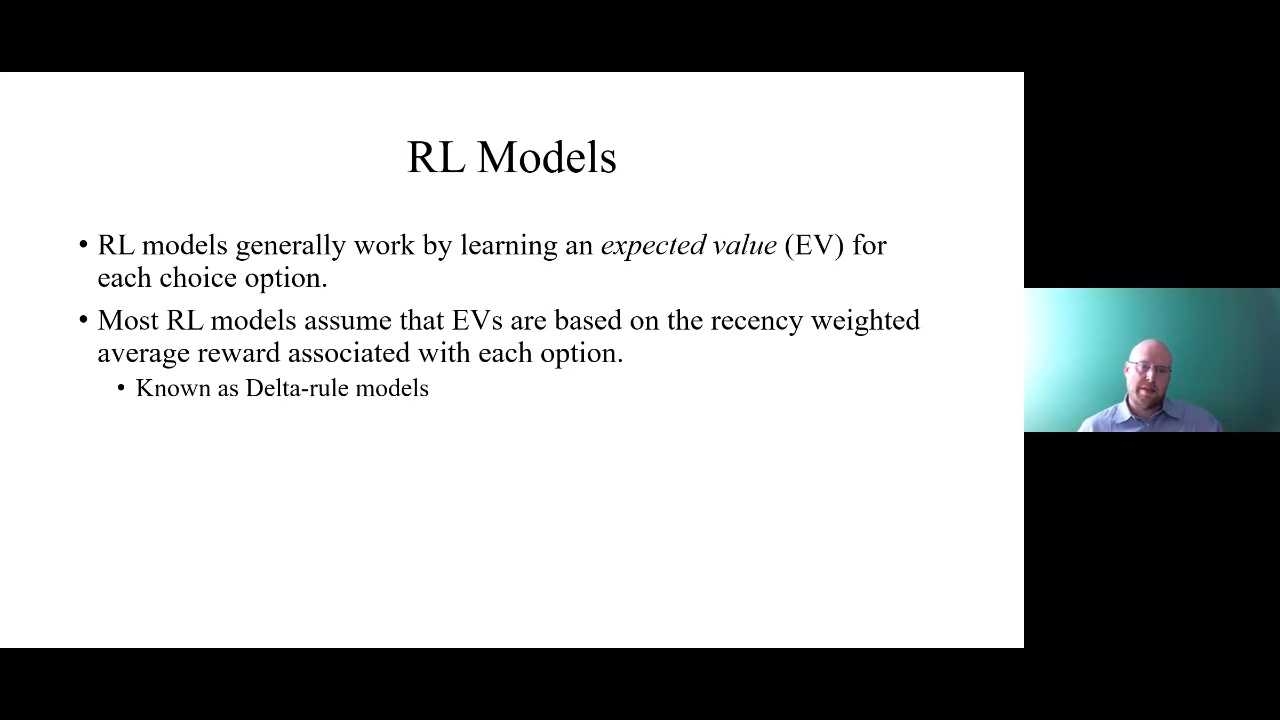 RL Models
• RL models generally work by learning an expected value (EV) for
each choice option.
• Most RL models assume that EVs are based on the recency weighted
average reward associated with each option.
• Known as Delta-rule models